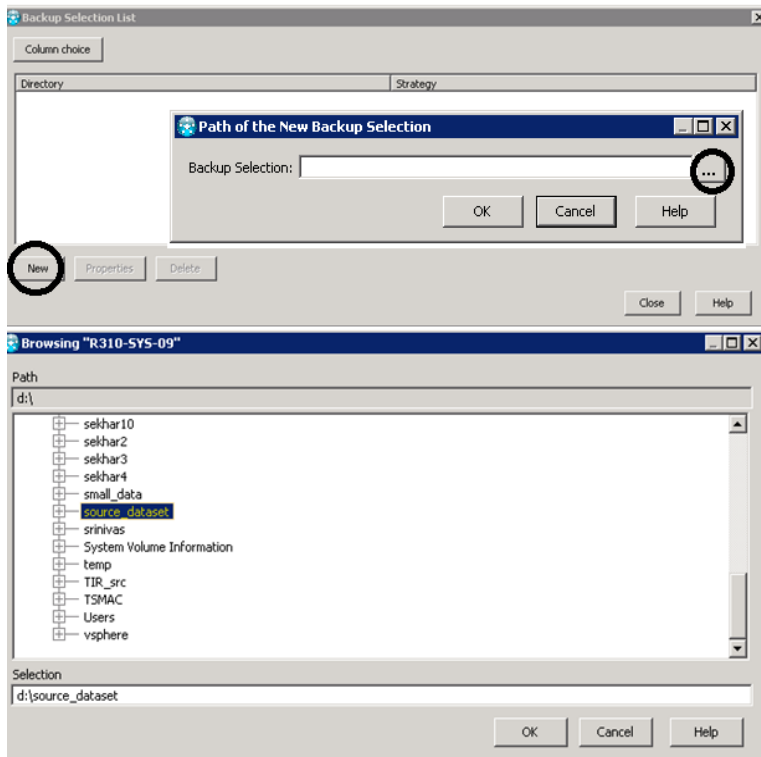 Backup Selection List
Column choice
Directory Strategy
Path of the New Backup Selection
Backup Selection:
...
OK Cancel Help
New Properties Delete
Close Help
Browsing "R310-SYS-09"
Path
d:\
sekhar10
sekhar2
sekhar3
sekhar4
small_data
source_dataset
srinivas
System Volume Information
temp
TIR_src
TSMAC
Users
vsphere
Selection
d:\source_dataset
OK Cancel Help